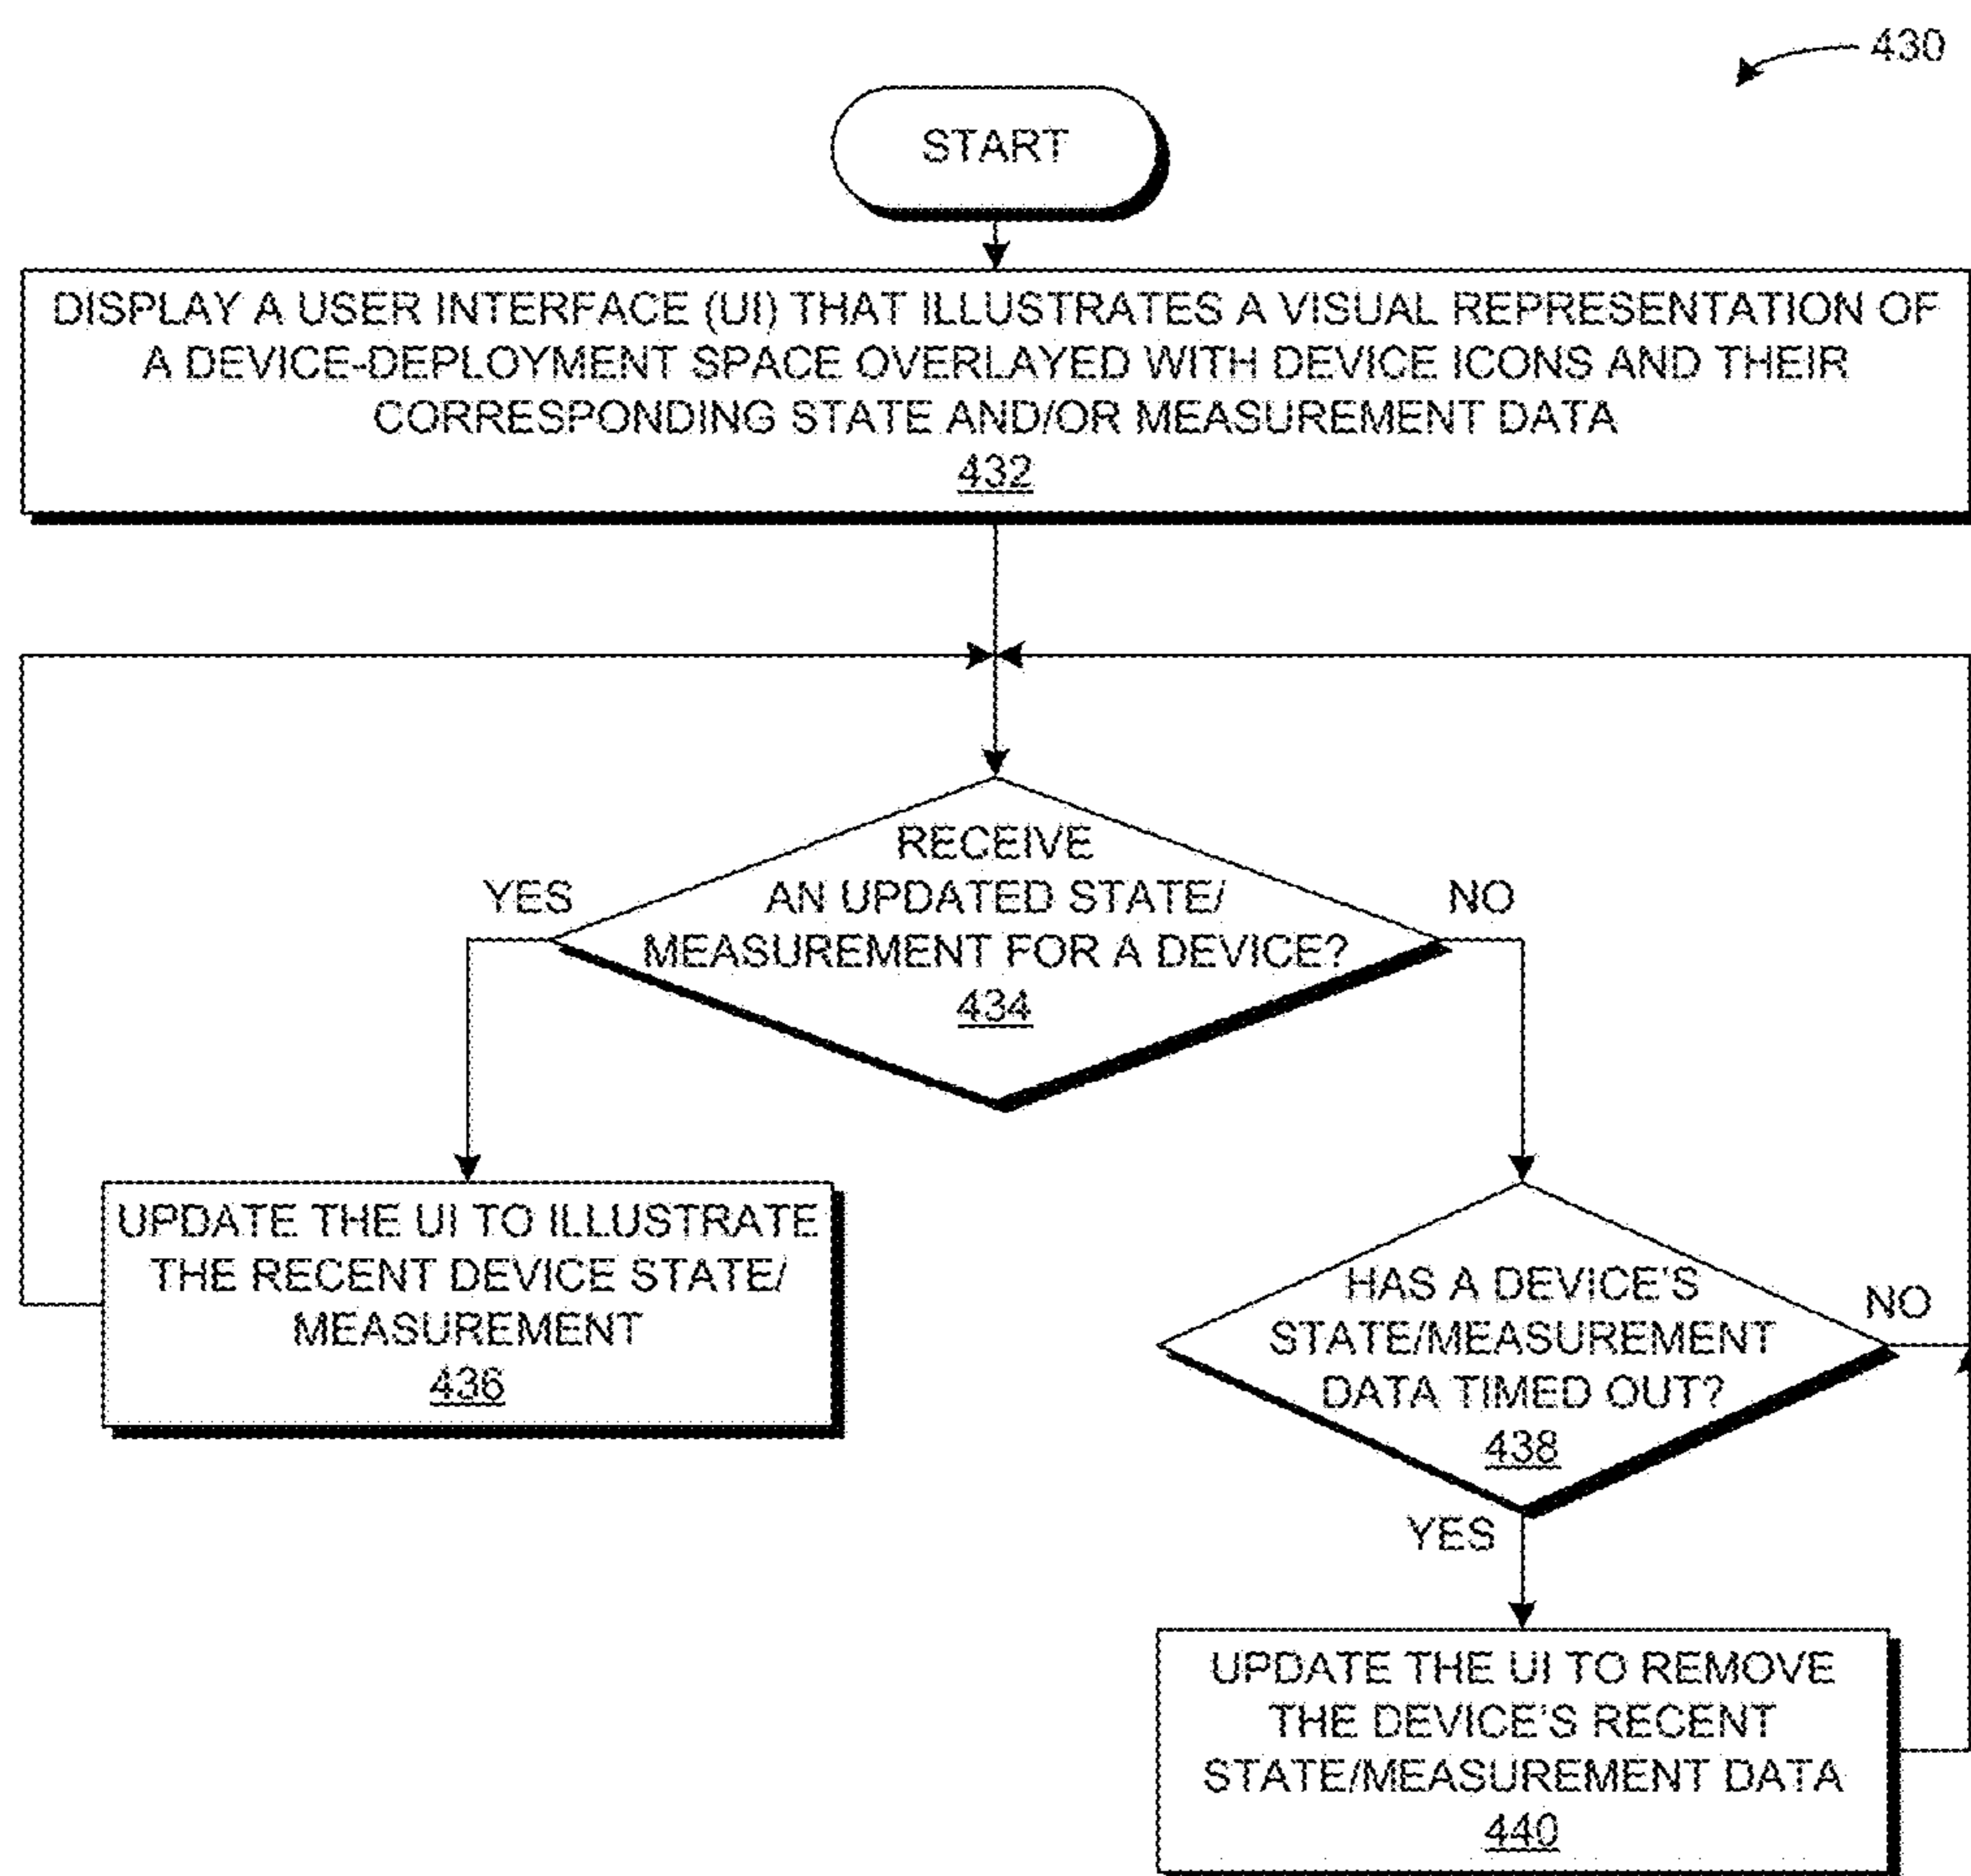 430
START
DISPLAY A USER INTERFACE (UI) THAT ILLUSTRATES A VISUAL REPRESENTATION OF
A DEVICE-DEPLOYMENT SPACE OVERLAYED WITH DEVICE ICONS AND THEIR
CORRESPONDING STATE AND/OR MEASUREMENT DATA
432
RECEIVE
AN UPDATED STATE/
MEASUREMENT FOR A DEVICE?
434
YES
NO
UPDATE THE UI TO ILLUSTRATE
THE RECENT DEVICE STATE/
MEASUREMENT
436
HAS A DEVICE'S
STATE/MEASUREMENT
DATA TIMED OUT?
438
NO
YES
UPDATE THE UI TO REMOVE
THE DEVICE'S RECENT
STATE/MEASUREMENT DATA
440